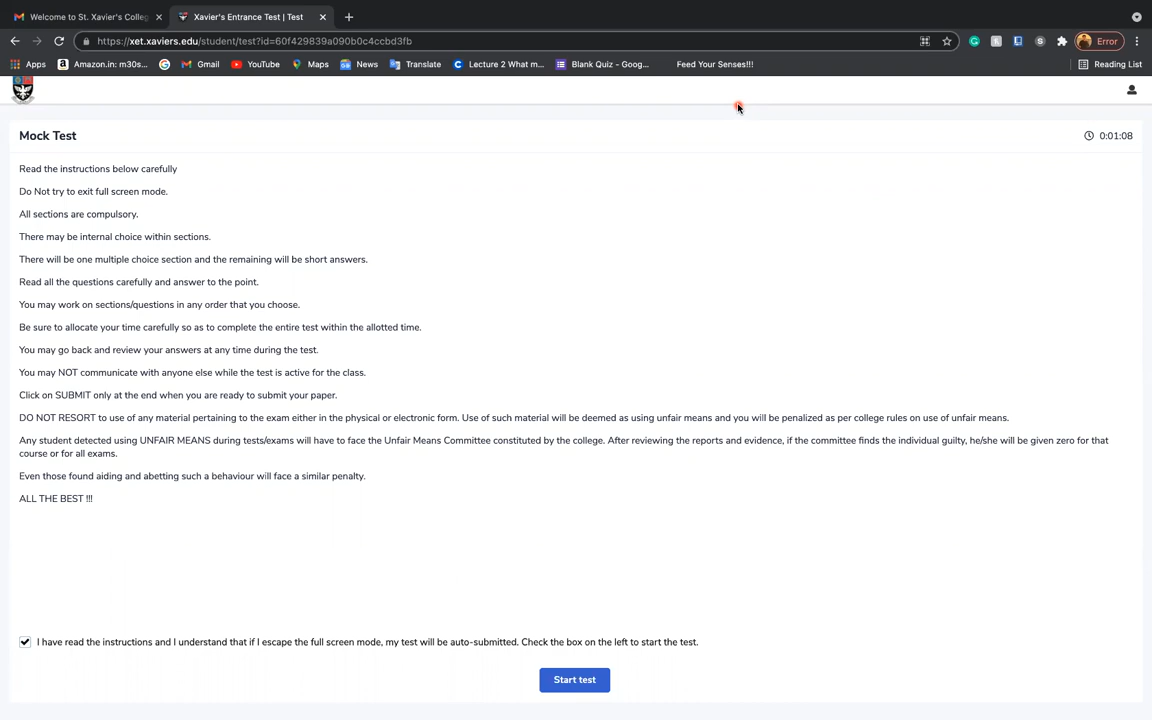 Welcome to St. Xavier's Colleg
Xavier's Entrance Test | Test
https://xet.xaviers.edu/student/test?id=60f429839a090b0c4ccbd3fb
Error
Apps
Amazon.in: m30s...
Gmail
YouTube
Maps
News
Translate
Lecture 2 What m...
Blank Quiz - Goog...
Feed Your Senses!!!
Reading List
Mock Test
0:01:08
Read the instructions below carefully
Do Not try to exit full screen mode.
All sections are compulsory.
There may be internal choice within sections.
There will be one multiple choice section and the remaining will be short answers.
Read all the questions carefully and answer to the point.
You may work on sections/questions in any order that you choose.
Be sure to allocate your time carefully so as to complete the entire test within the allotted time.
You may go back and review your answers at any time during the test.
You may NOT communicate with anyone else while the test is active for the class.
Click on SUBMIT only at the end when you are ready to submit your paper.
DO NOT RESORT to use of any material pertaining to the exam either in the physical or electronic form. Use of such material will be deemed as using unfair means and you will be penalized as per college rules on use of unfair means.
Any student detected using UNFAIR MEANS during tests/exams will have to face the Unfair Means Committee constituted by the college. After reviewing the reports and evidence, if the committee finds the individual guilty, he/she will be given zero for that
course or for all exams.
Even those found aiding and abetting such a behaviour will face a similar penalty.
ALL THE BEST !!!
I have read the instructions and I understand that if I escape the full screen mode, my test will be auto-submitted. Check the box on the left to start the test.
Start test